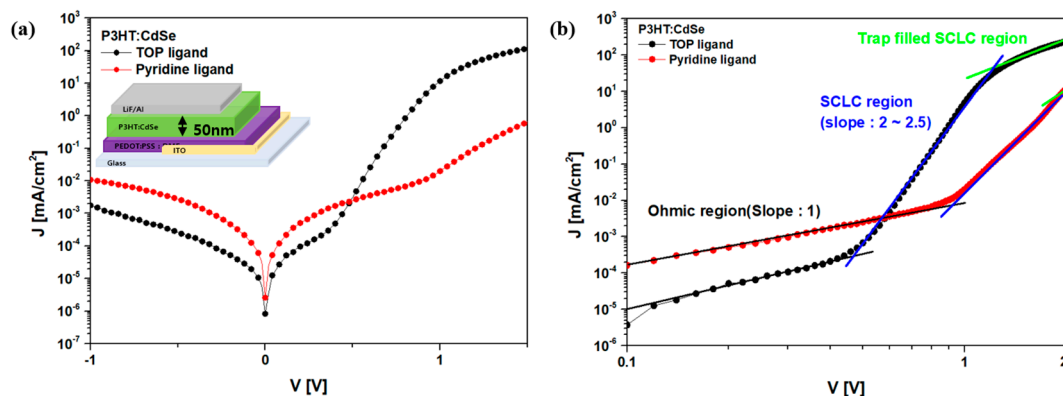 (a)
P3HT:CdSe
TOP ligand
Pyridine ligand
LiF/Al
P3HT:CdSe
50nm
PEDOT:PSS
ITO
Glass
J [mA/cm²]
10³
10²
10¹
10⁰
10⁻¹
10⁻²
10⁻³
10⁻⁴
10⁻⁵
10⁻⁶
10⁻⁷
-1
0
1
V [V]
(b)
P3HT:CdSe
TOP ligand
Pyridine ligand
Trap filled SCLC region
SCLC region
(slope : 2 ~ 2.5)
Ohmic region(Slope : 1)
J [mA/cm²]
10³
10²
10¹
10⁰
10⁻¹
10⁻²
10⁻³
10⁻⁴
10⁻⁵
10⁻⁶
0.1
1
2
V [V]